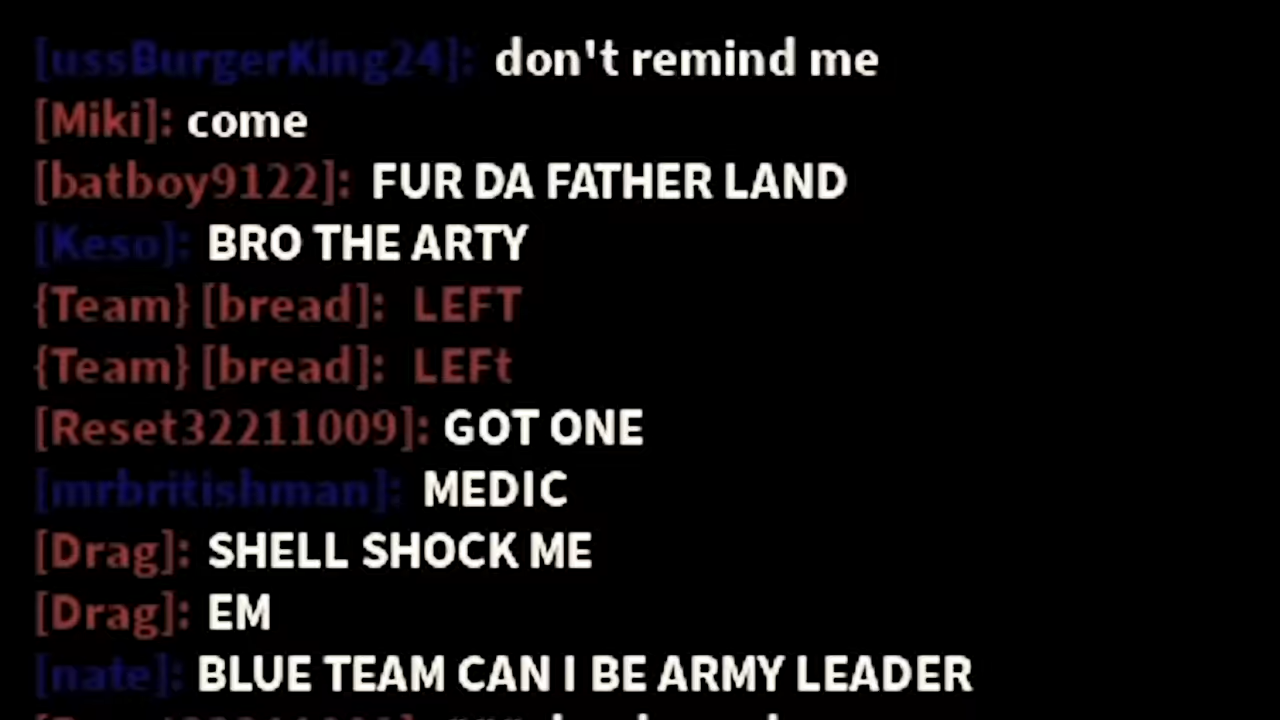 [ussBurgerKing24]: don't remind me
[Miki]: come
[batboy9122]: FUR DA FATHER LAND
[Keso]: BRO THE ARTY
{Team} [bread]: LEFT
{Team} [bread]: LEFt
[Reset32211009]: GOT ONE
[mrbritishman]: MEDIC
[Drag]: SHELL SHOCK ME
[Drag]: EM
[nate]: BLUE TEAM CAN I BE ARMY LEADER